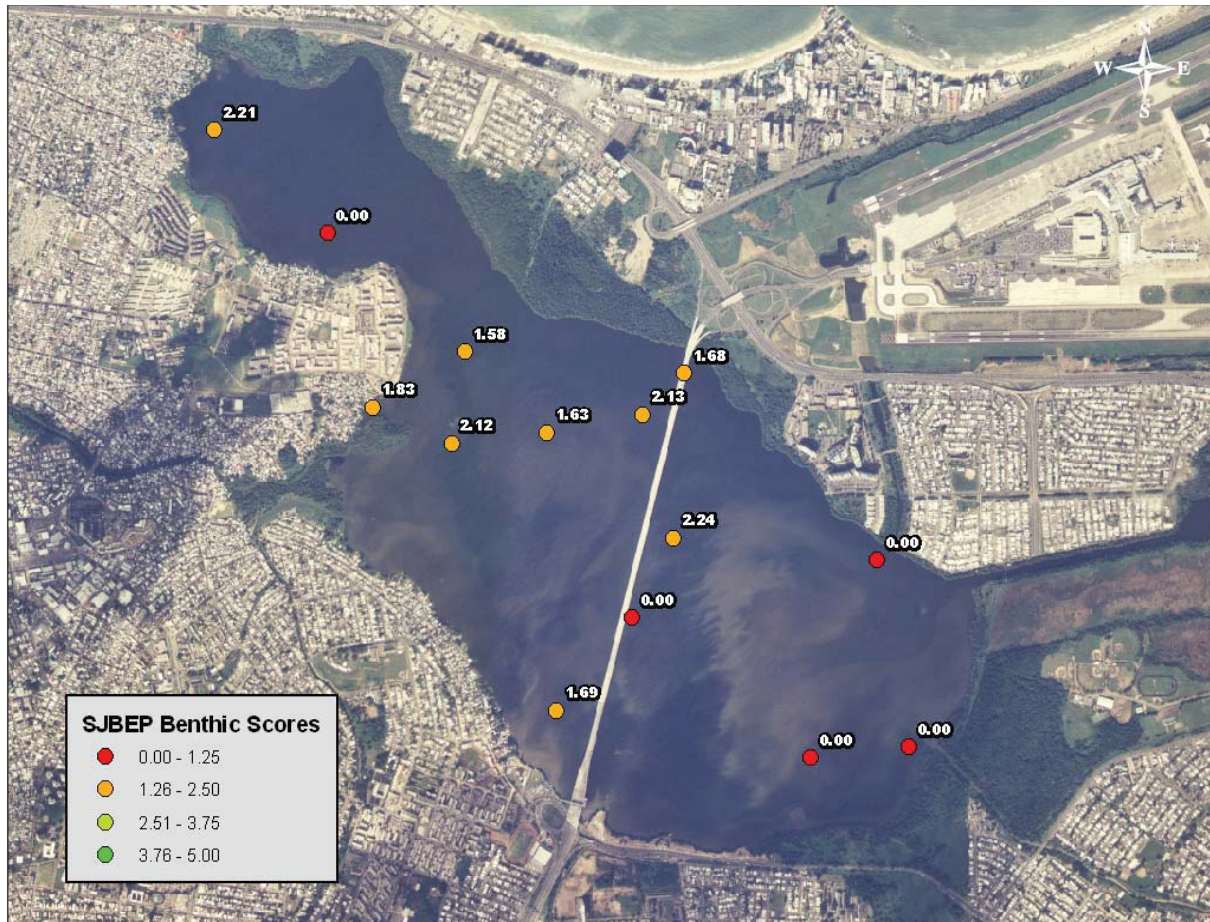 N
W E
S
2.21
0.00
1.58
1.68
1.83
2.13
1.63
2.12
2.24
0.00
0.00
1.69
0.00
0.00
SJBEP Benthic Scores
0.00 - 1.25
1.26 - 2.50
2.51 - 3.75
3.76 - 5.00